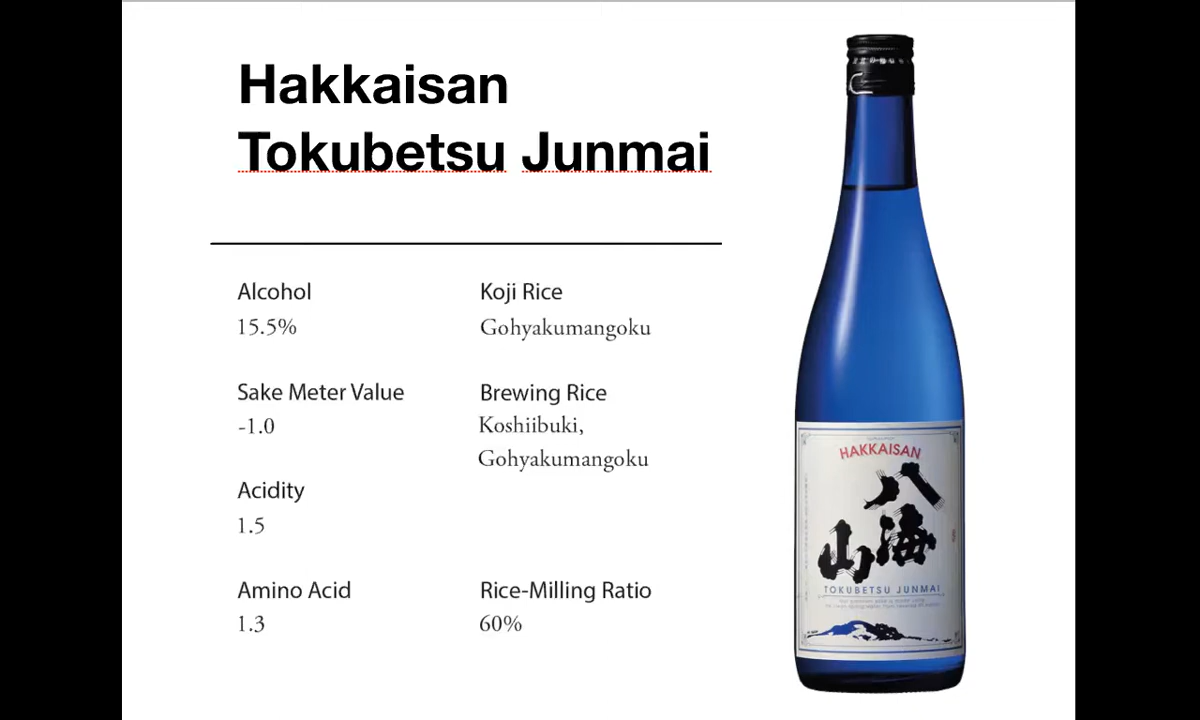 Hakkaisan
Tokubetsu Junmai
Alcohol
15.5%
Sake Meter Value
-1.0
Acidity
1.5
Amino Acid
1.3
Koji Rice
Gohyakumangoku
Brewing Rice
Koshiibuki,
Gohyakumangoku
Rice-Milling Ratio
60%
HAKKAISAN
八海山
TOKUBETSU JUNMAI